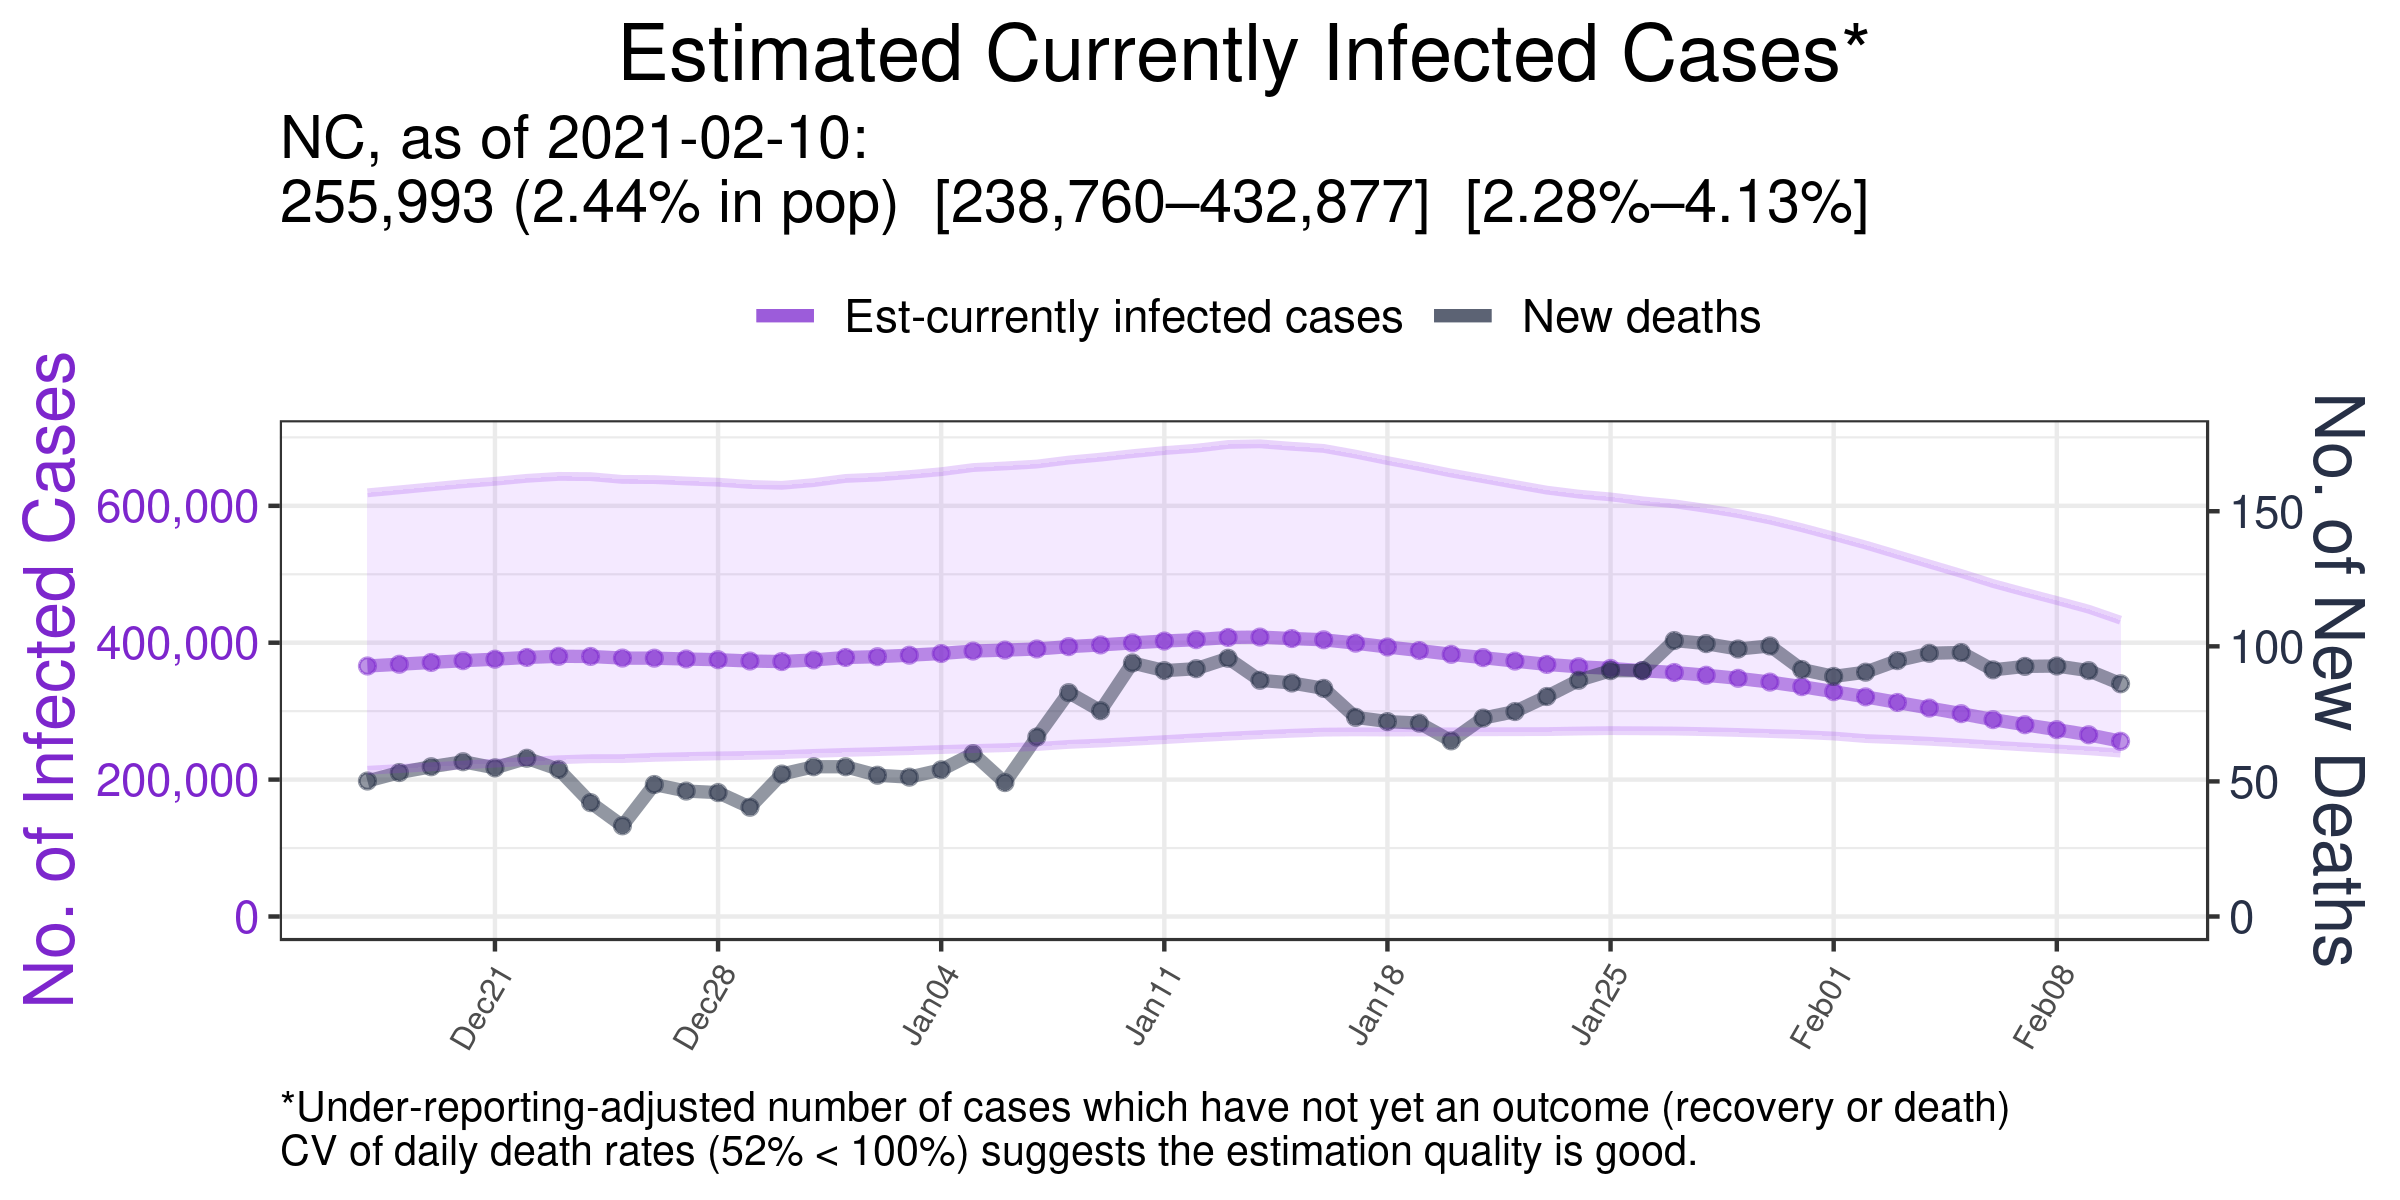 Estimated Currently Infected Cases*
NC, as of 2021-02-10:
255,993 (2.44% in pop) [238,760–432,877] [2.28%–4.13%]
Est-currently infected cases New deaths
No. of Infected Cases
600,000
400,000
200,000
0
150
100
50
0
No. of New Deaths
Dec21 Dec28 Jan04 Jan11 Jan18 Jan25 Feb01 Feb08
*Under-reporting-adjusted number of cases which have not yet an outcome (recovery or death)
CV of daily death rates (52% < 100%) suggests the estimation quality is good.